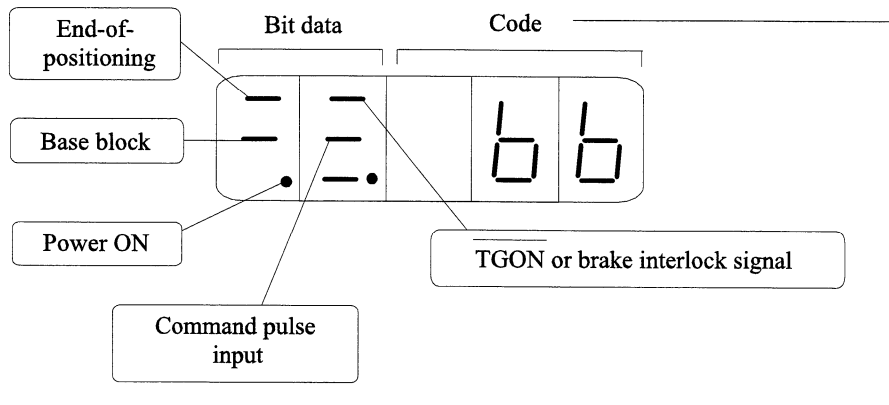 End-of-
positioning
Bit data
Code
Base block
bb
Power ON
TGON or brake interlock signal
Command pulse
input